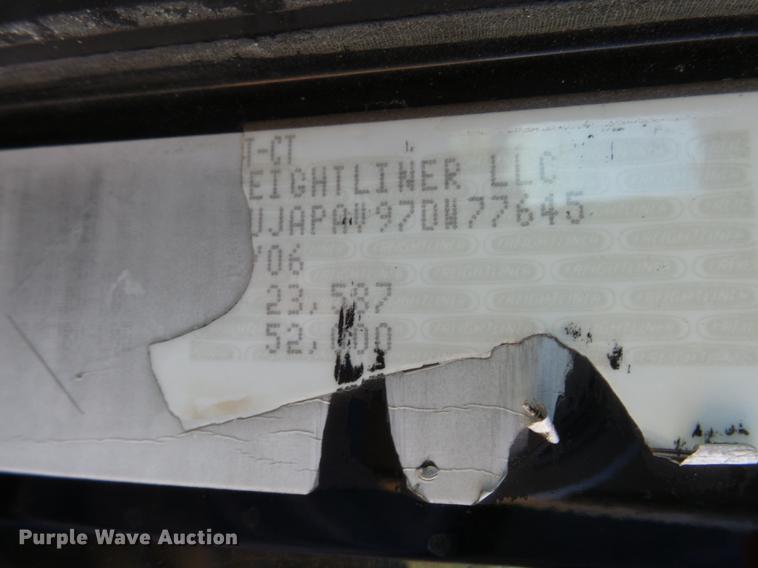 T-CT
EIGHTLINER LLC
UJAPAV97DW77645
/06
23,587
52,000
Purple Wave Auction